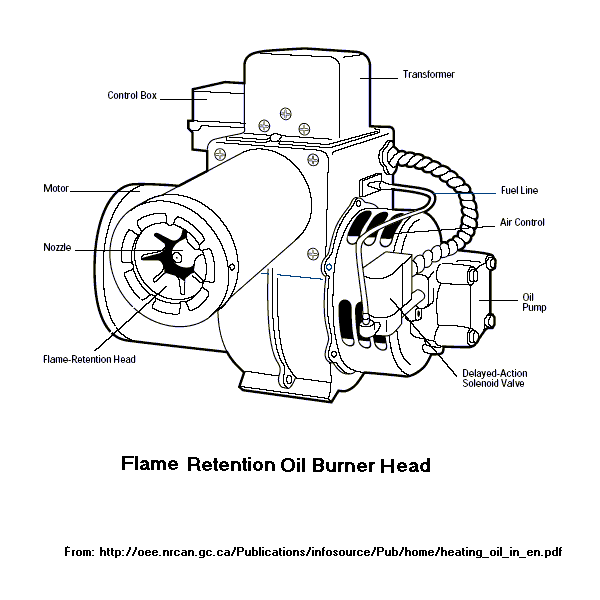 Transformer
Control Box
Motor
Fuel Line
Air Control
Nozzle
Oil
Pump
Flame-Retention Head
Delayed-Action
Solenoid Valve
Flame Retention Oil Burner Head
From: http://oee.nrcan.gc.ca/Publications/infosource/Pub/home/heating_oil_in_en.pdf